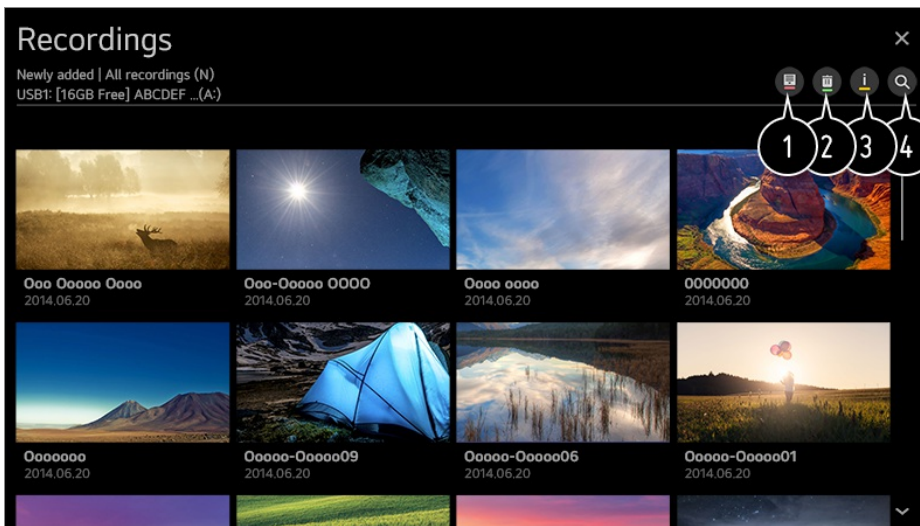 Recordings
Newly added | All recordings (N)
USB1: [16GB Free] ABCDEF ...(A:)
i
1 2 3 4
Ooo Ooooo Oooo Ooo-Ooooo OOOO Oooo oooo OOOOOOO
2014.06.20 2014.06.20 2014.06.20 2014.06.20
Ooooooo Ooooo-Ooooo09 Ooooo-Ooooo06 Ooooo-Ooooo01
2014.06.20 2014.06.20 2014.06.20 2014.06.20